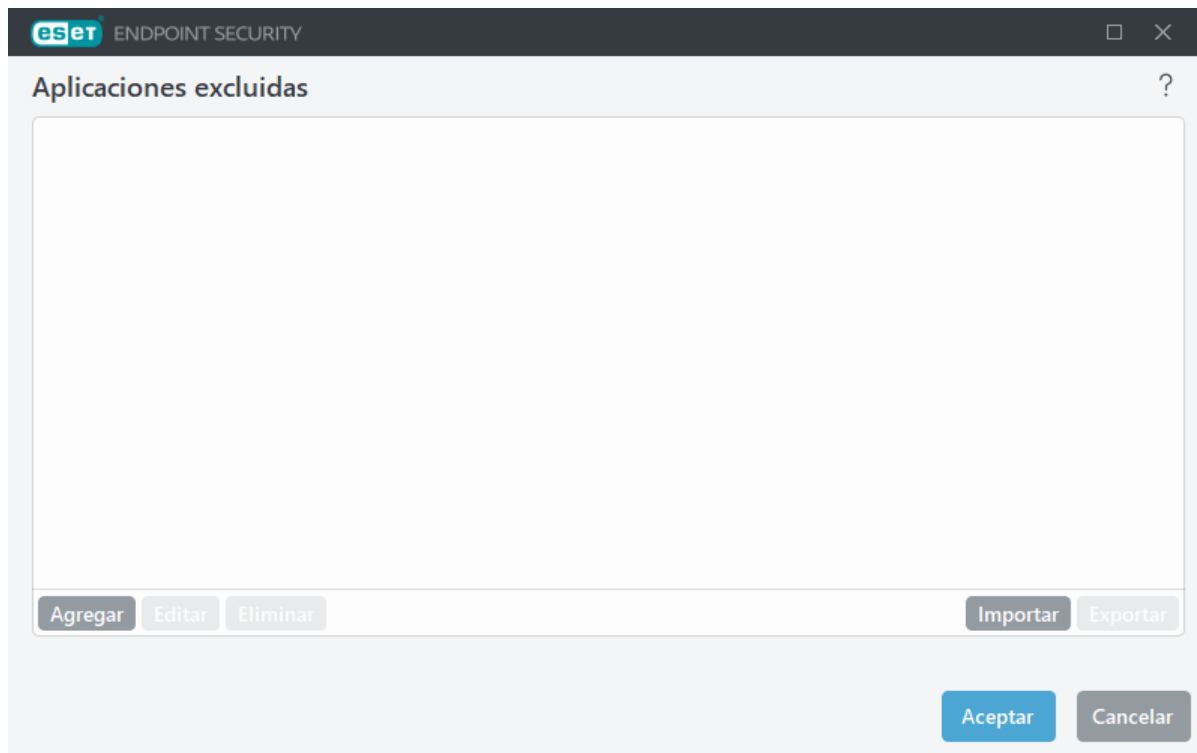 eseT ENDPOINT SECURITY
Aplicaciones excluidas ?
Agregar Editar Eliminar Importar Exportar
Aceptar Cancelar